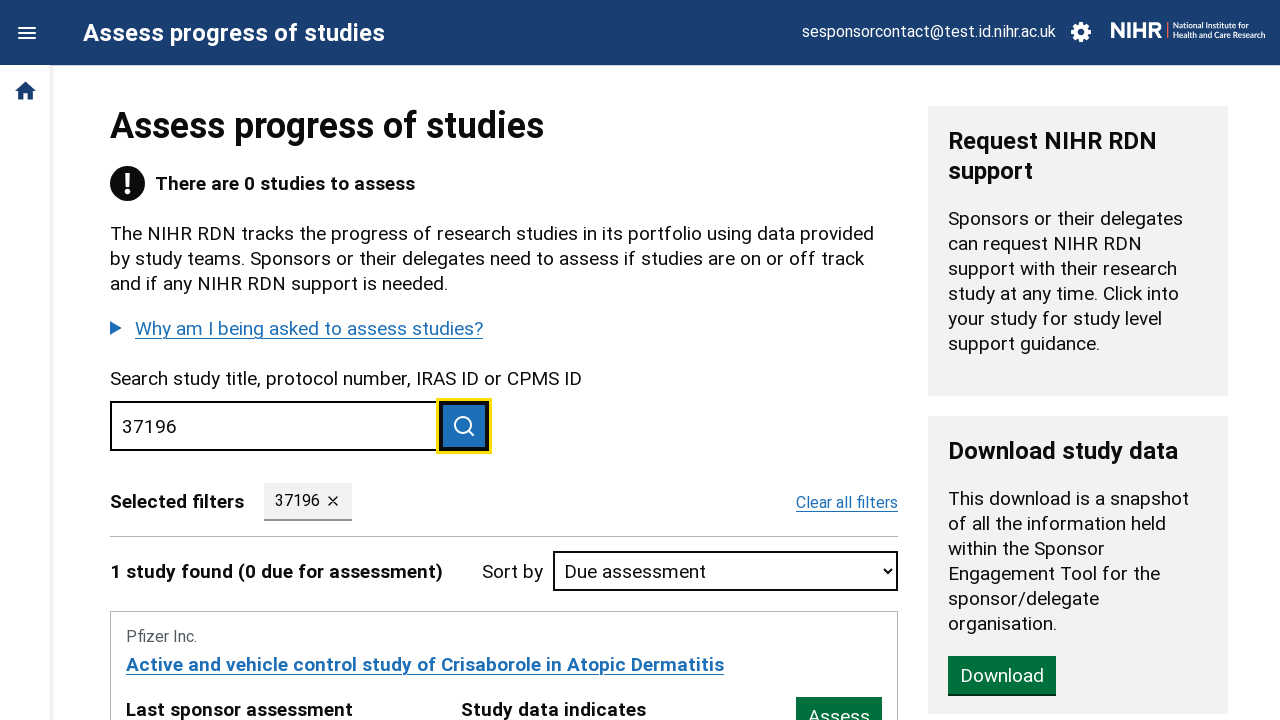 Assess progress of studies
sesponsorcontact@test.id.nihr.ac.uk
NIHR
National Institute for
Health and Care Research
Assess progress of studies
There are 0 studies to assess
The NIHR RDN tracks the progress of research studies in its portfolio using data provided
by study teams. Sponsors or their delegates need to assess if studies are on or off track
and if any NIHR RDN support is needed.
Why am I being asked to assess studies?
Search study title, protocol number, IRAS ID or CPMS ID
37196
Selected filters
37196
Clear all filters
1 study found (0 due for assessment)
Sort by
Due assessment
Pfizer Inc.
Active and vehicle control study of Crisaborole in Atopic Dermatitis
Last sponsor assessment
Study data indicates
Assess
Request NIHR RDN
support
Sponsors or their delegates
can request NIHR RDN
support with their research
study at any time. Click into
your study for study level
support guidance.
Download study data
This download is a snapshot
of all the information held
within the Sponsor
Engagement Tool for the
sponsor/delegate
organisation.
Download